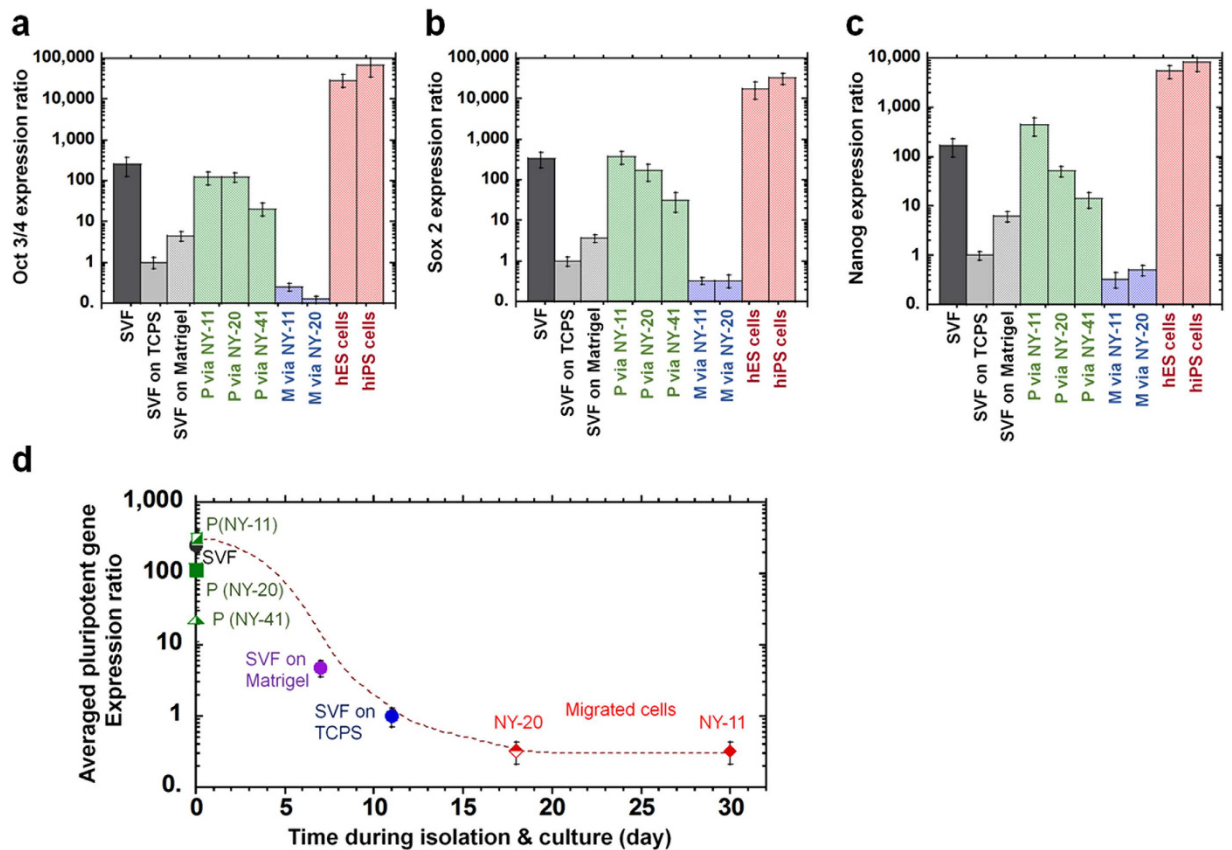 a
Oct 3/4 expression ratio
100,000
10,000
1,000
100
10
1
0.
SVF
SVF on TCPS
SVF on Matrigel
P via NY-11
P via NY-20
P via NY-41
M via NY-11
M via NY-20
hES cells
hiPS cells
b
Sox 2 expression ratio
100,000
10,000
1,000
100
10
1
0.
SVF
SVF on TCPS
SVF on Matrigel
P via NY-11
P via NY-20
P via NY-41
M via NY-11
M via NY-20
hES cells
hiPS cells
c
Nanog expression ratio
10,000
1,000
100
10
1
0.
SVF
SVF on TCPS
SVF on Matrigel
P via NY-11
P via NY-20
P via NY-41
M via NY-11
M via NY-20
hES cells
hiPS cells
d
Averaged pluripotent gene
Expression ratio
1,000
100
10
1
0.
P(NY-11)
SVF
P (NY-20)
P (NY-41)
SVF on
Matrigel
SVF on
TCPS
NY-20
Migrated cells
NY-11
0 5 10 15 20 25 30
Time during isolation & culture (day)